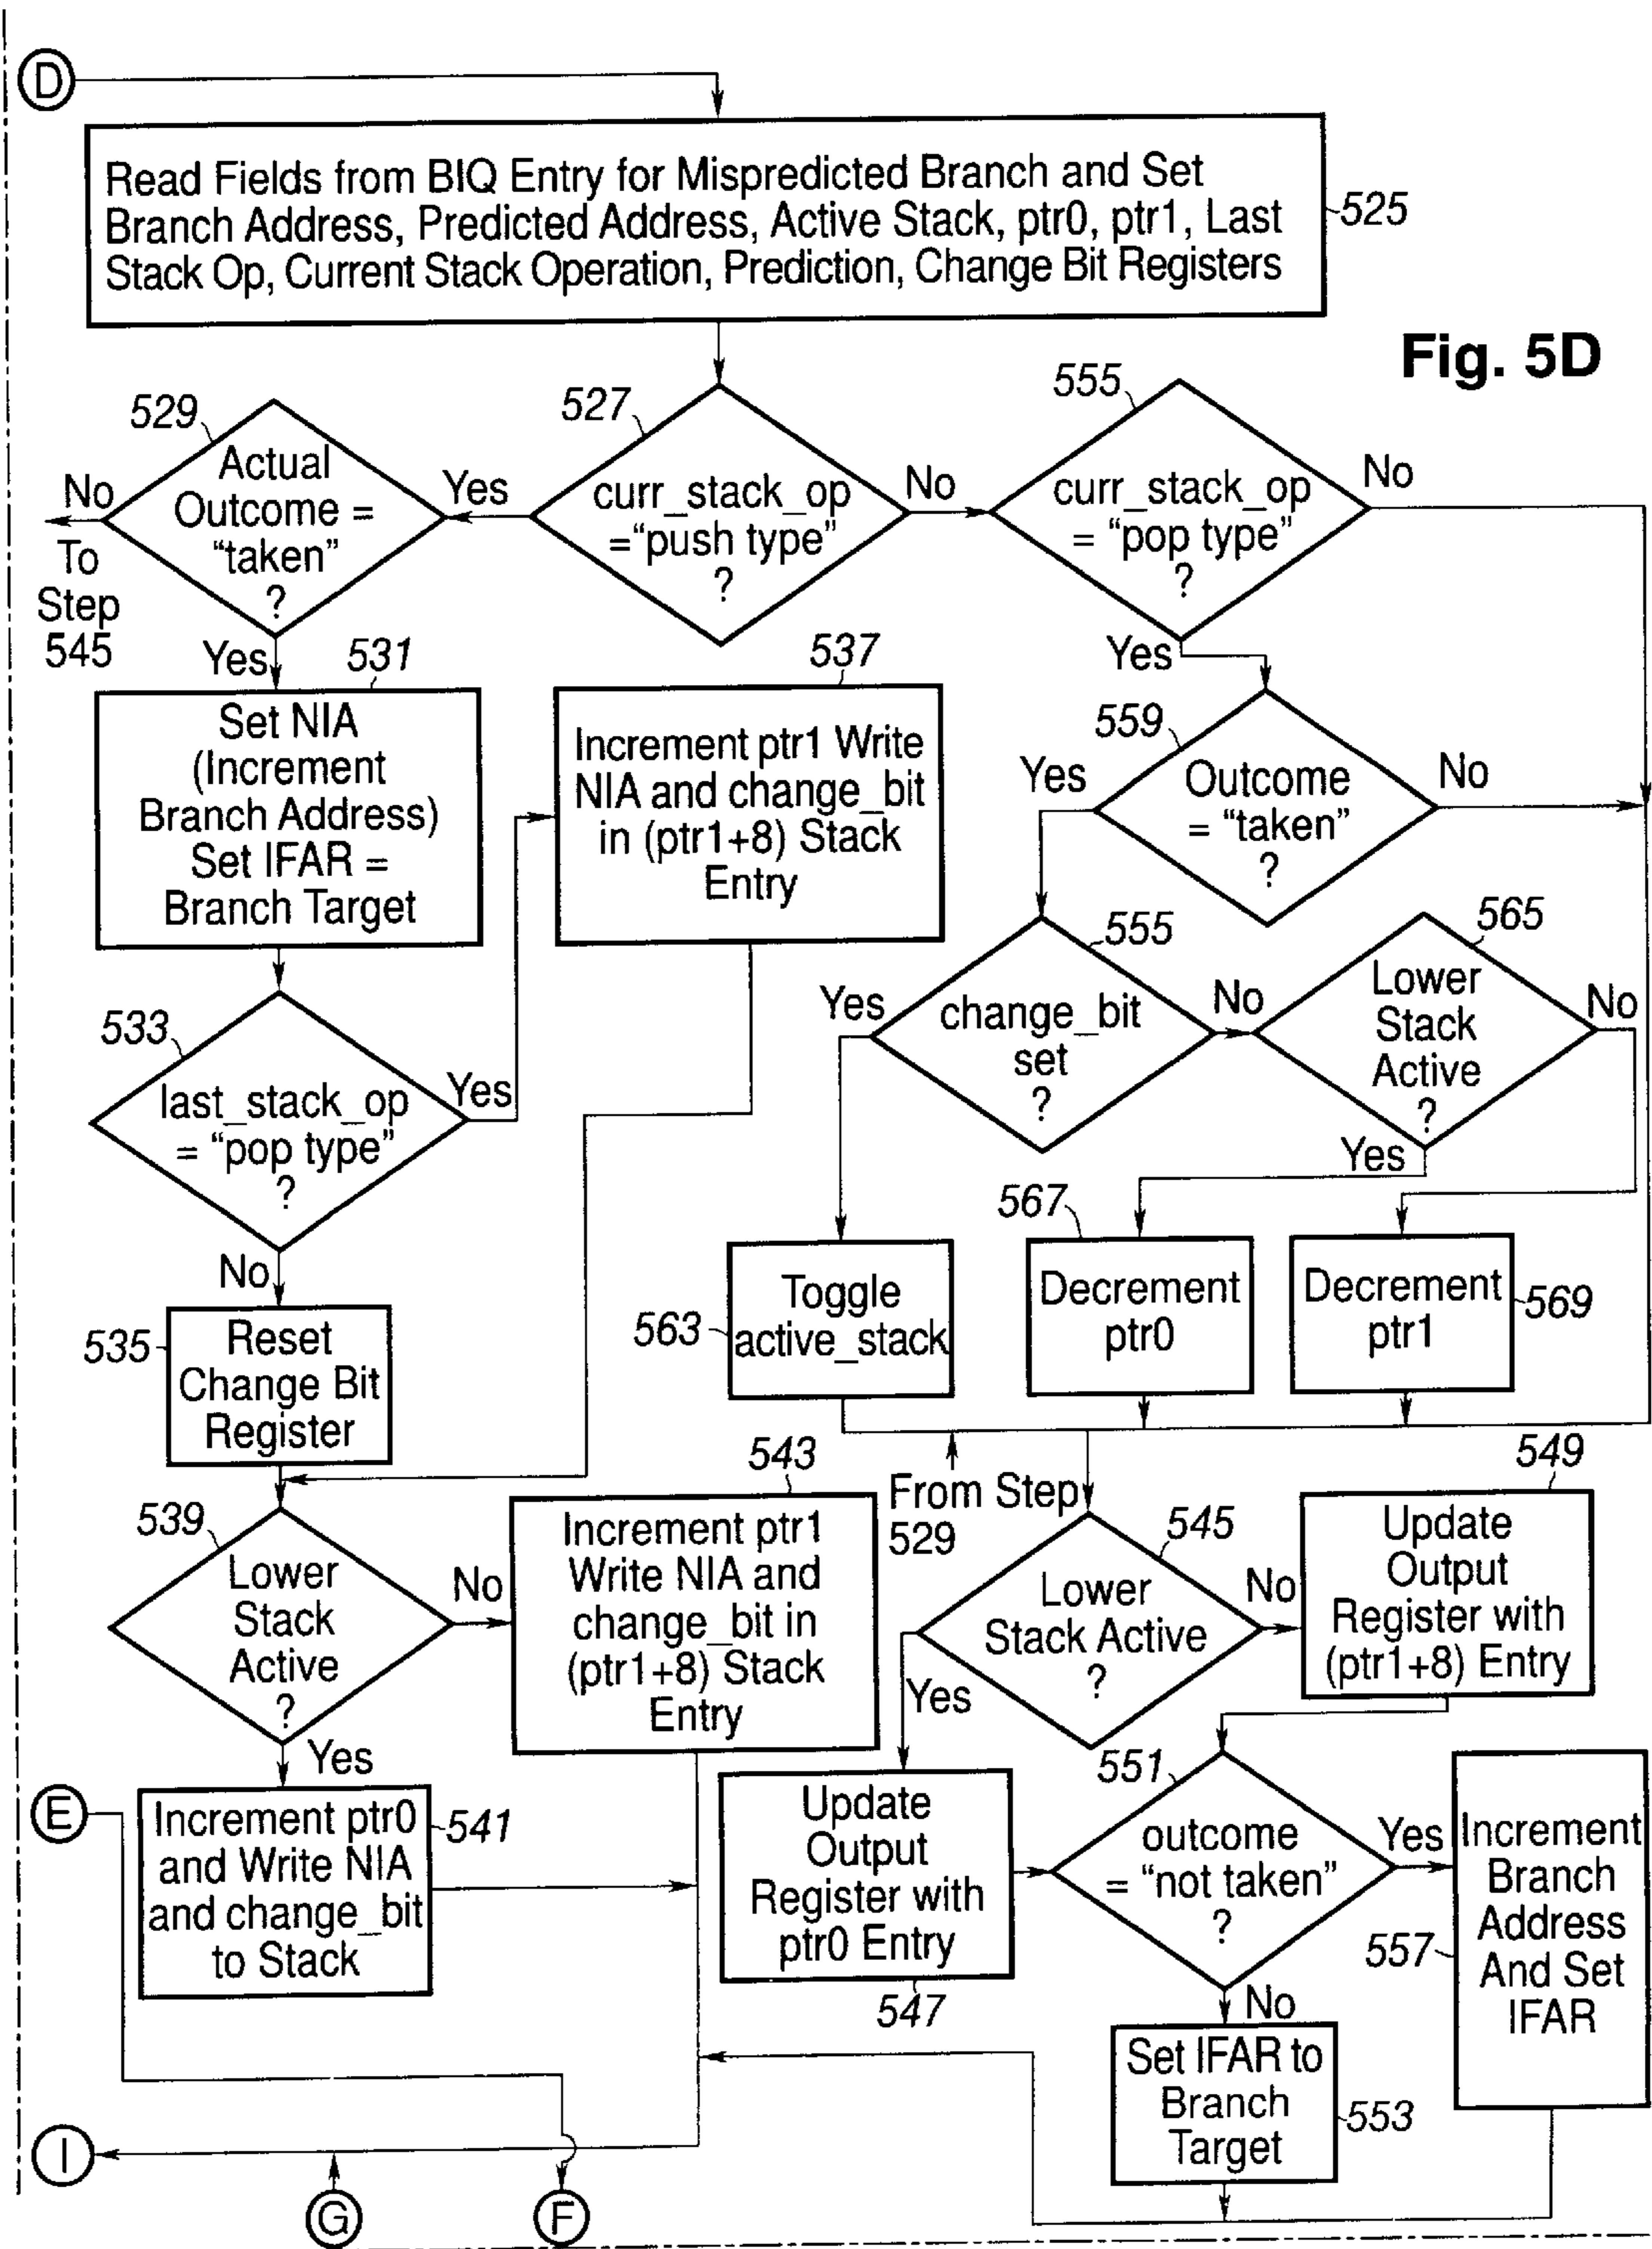 D
Read Fields from BIQ Entry for Mispredicted Branch and Set
Branch Address, Predicted Address, Active Stack, ptr0, ptr1, Last
Stack Op, Current Stack Operation, Prediction, Change Bit Registers
525
Fig. 5D
529
Actual
Outcome =
“taken”
?
No
To
Step
545
Yes
527
curr_stack_op
=“push type”
?
Yes
No
555
curr_stack_op
= “pop type”
?
No
Yes
531
Set NIA
(Increment
Branch Address)
Set IFAR =
Branch Target
537
Increment ptr1 Write
NIA and change_bit
in (ptr1+8) Stack
Entry
559
Outcome
= “taken”
?
Yes
No
533
last_stack_op
= “pop type”
?
Yes
No
555
change_bit
set
?
Yes
No
565
Lower
Stack
Active
?
No
Yes
535
Reset
Change Bit
Register
563
Toggle
active_stack
567
Decrement
ptr0
Decrement
ptr1
569
539
Lower
Stack
Active
?
No
Yes
543
Increment ptr1
Write NIA and
change_bit in
(ptr1+8) Stack
Entry
From Step
529
545
Lower
Stack Active
?
No
Yes
549
Update
Output
Register with
(ptr1+8) Entry
E
Increment ptr0
and Write NIA
and change_bit
to Stack
541
Update
Output
Register with
ptr0 Entry
547
551
outcome
= “not taken”
?
Yes
No
Increment
Branch
Address
And Set
IFAR
557
Set IFAR to
Branch
Target
553
I
G
F